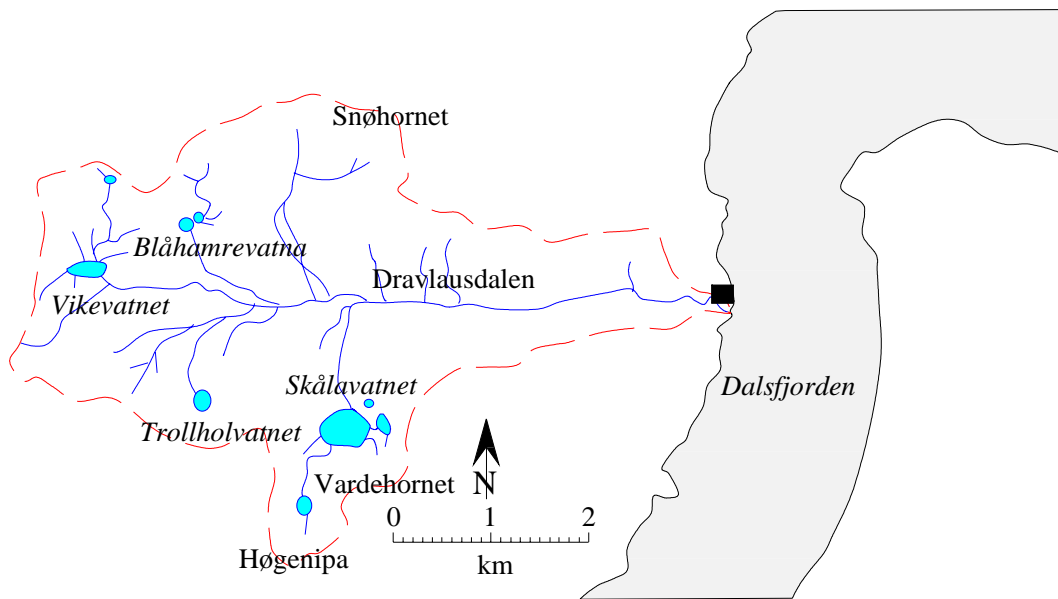 Snøhornet
Blåhamrevatna
Dravlausdalen
Vikevatnet
Skålavatnet
Dalsfjorden
Trollholvatnet
Vardehornet
N
0 1 2
km
Høgenipa